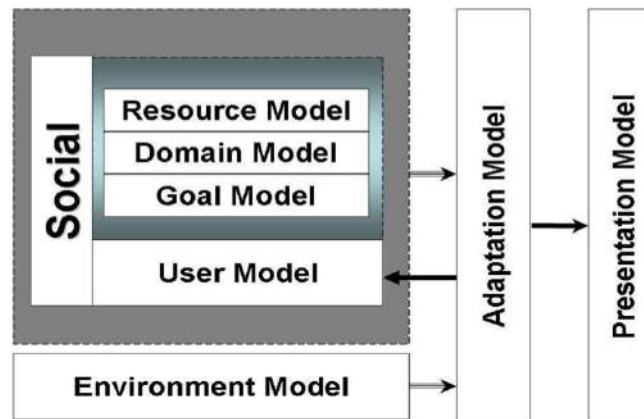 Social
Resource Model
Domain Model
Goal Model
User Model
Environment Model
Adaptation Model
Presentation Model